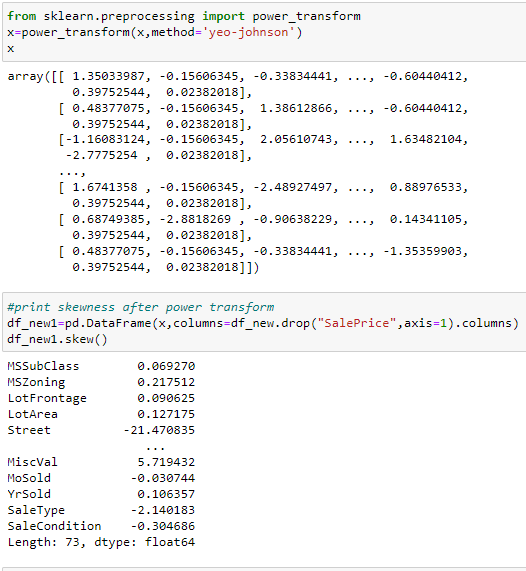 from sklearn.preprocessing import power_transform
x=power_transform(x,method='yeo-johnson')
x
array([[ 1.35033987, -0.15606345, -0.33834441, ..., -0.60440412,
         0.39752544,  0.02382018],
       [ 0.48377075, -0.15606345,  1.38612866, ..., -0.60440412,
         0.39752544,  0.02382018],
       [-1.16083124, -0.15606345,  2.05610743, ...,  1.63482104,
        -2.7775254 ,  0.02382018],
       ...,
       [ 1.6741358 , -0.15606345, -2.48927497, ...,  0.88976533,
         0.39752544,  0.02382018],
       [ 0.68749385, -2.8818269 , -0.90638229, ...,  0.14341105,
         0.39752544,  0.02382018],
       [ 0.48377075, -0.15606345, -0.33834441, ..., -1.35359903,
         0.39752544,  0.02382018]])
#print skewness after power transform
df_new1=pd.DataFrame(x,columns=df_new.drop("SalePrice",axis=1).columns)
df_new1.skew()
MSSubClass        0.069270
MSZoning          0.217512
LotFrontage       0.090625
LotArea           0.127175
Street          -21.470835
                   ...
MiscVal           5.719432
MoSold           -0.030744
YrSold            0.106357
SaleType         -2.140183
SaleCondition    -0.304686
Length: 73, dtype: float64